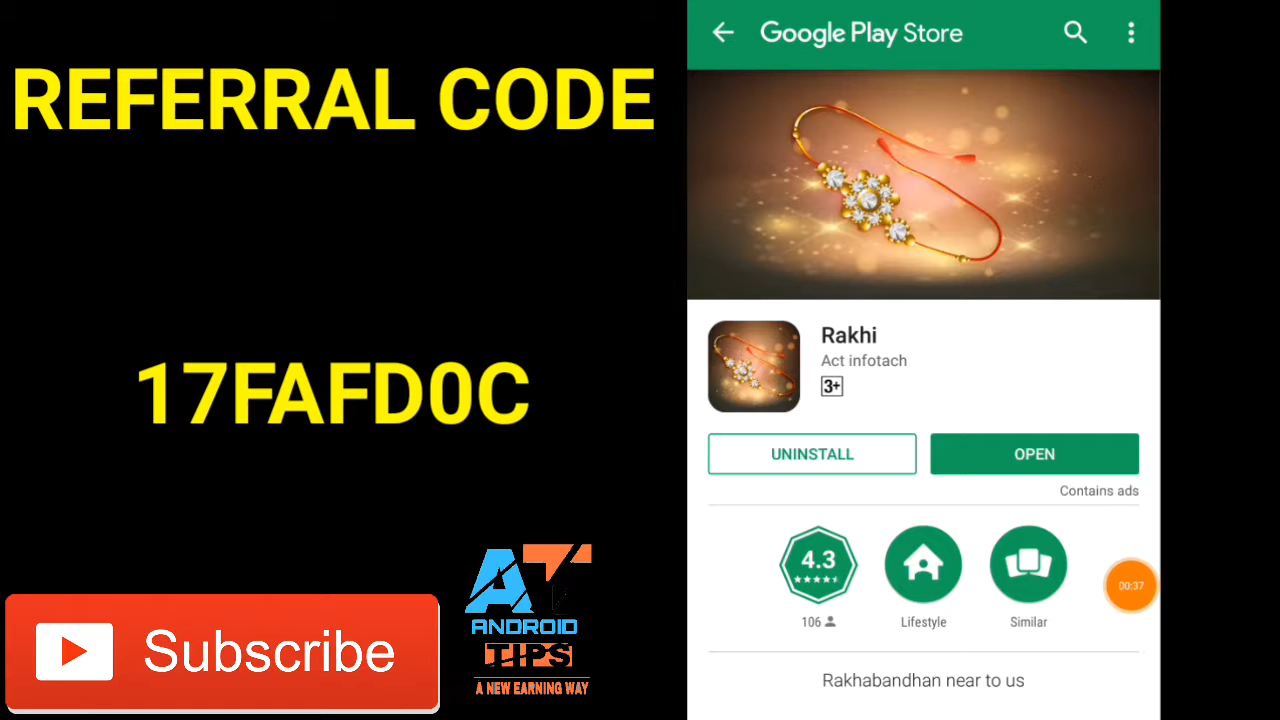 REFERRAL CODE
17FAFD0C
Subscribe
AT
ANDROID
TIPS
A NEW EARNING WAY
Google Play Store
Rakhi
Act infotach
3+
UNINSTALL
OPEN
Contains ads
4.3
106
Lifestyle
Similar
00:37
Rakhabandhan near to us